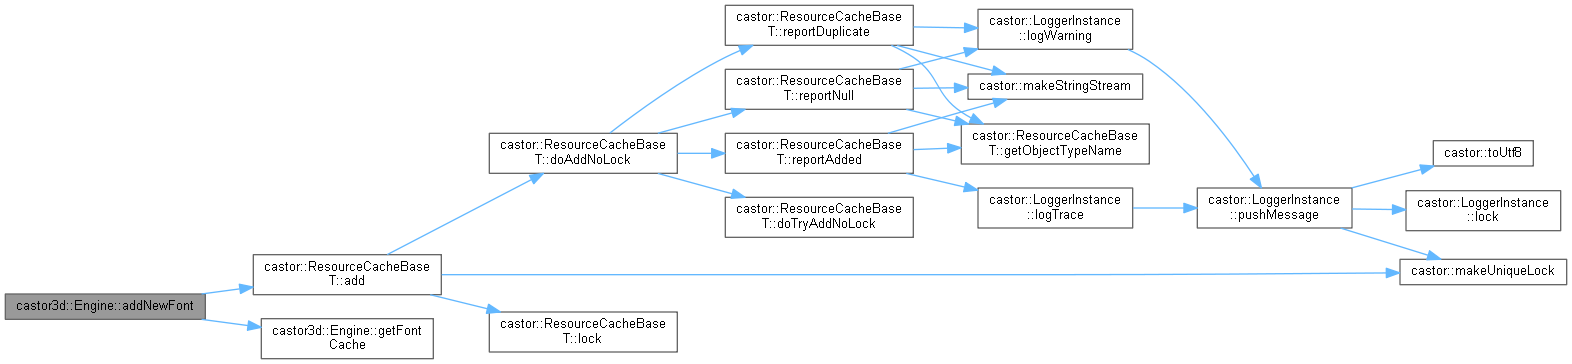 castor3d::Engine::addNewFont
castor::ResourceCacheBase
T::add
castor3d::Engine::getFont
Cache
castor::ResourceCacheBase
T::doAddNoLock
castor::ResourceCacheBase
T::lock
castor::ResourceCacheBase
T::reportDuplicate
castor::ResourceCacheBase
T::reportNull
castor::ResourceCacheBase
T::reportAdded
castor::ResourceCacheBase
T::doTryAddNoLock
castor::LoggerInstance
::logWarning
castor::makeStringStream
castor::ResourceCacheBase
T::getObjectTypeName
castor::LoggerInstance
::logTrace
castor::LoggerInstance
::pushMessage
castor::toUtf8
castor::LoggerInstance
::lock
castor::makeUniqueLock